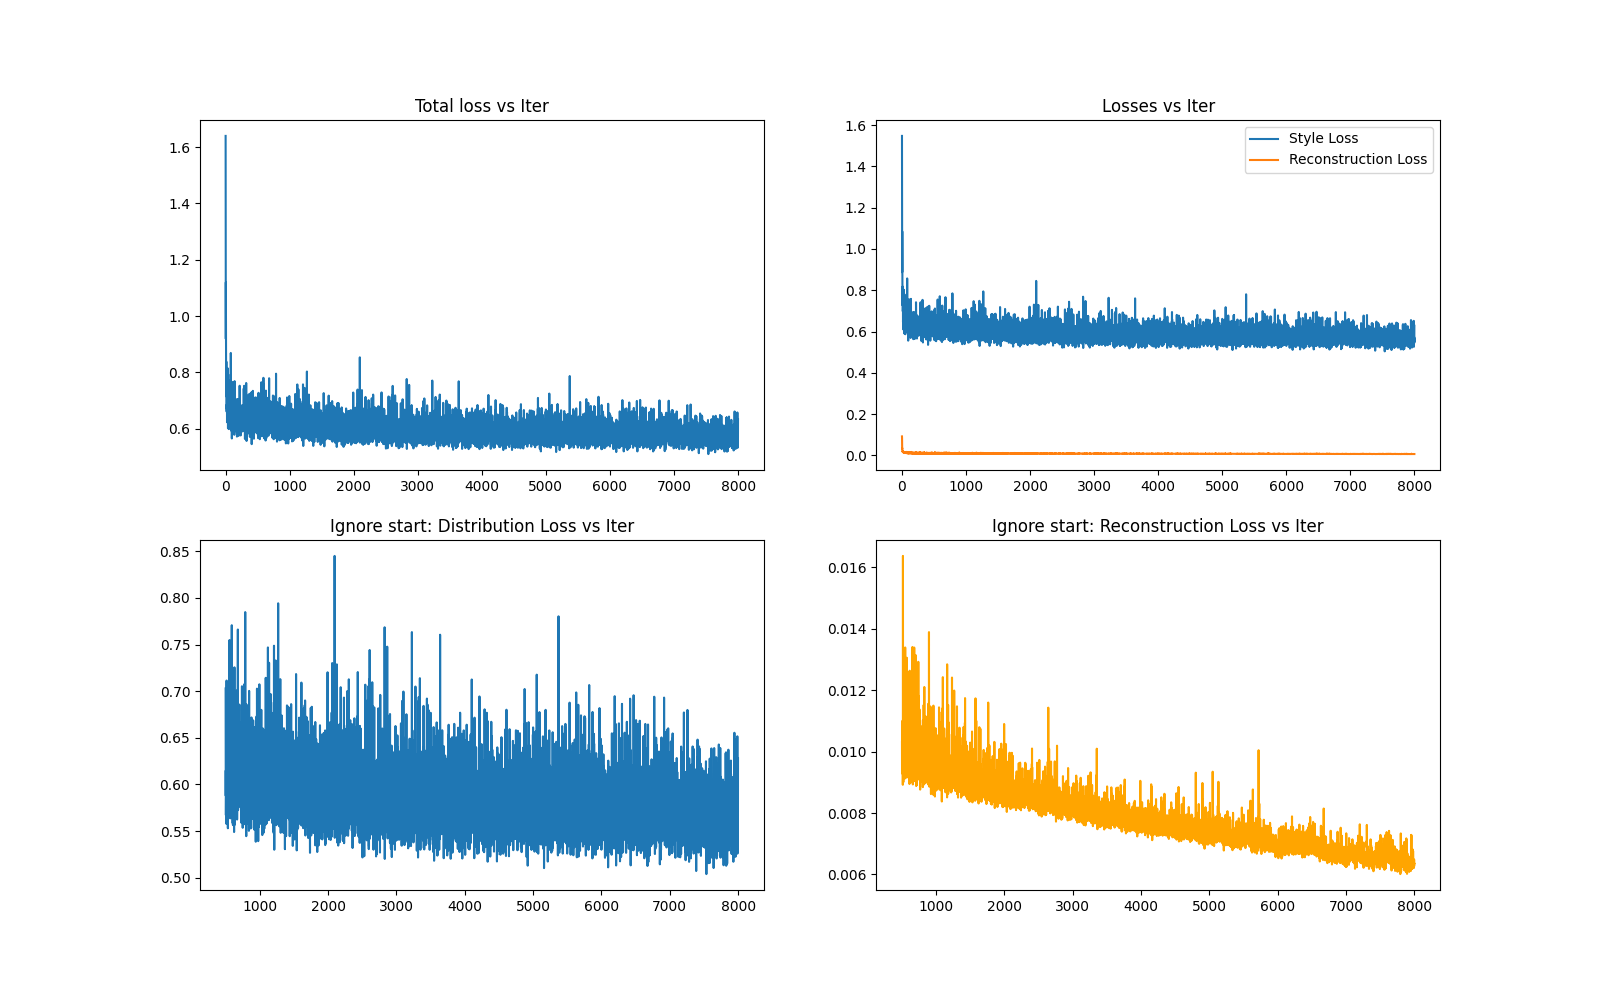 Total loss vs Iter
1.6
1.4
1.2
1.0
0.8
0.6
0 1000 2000 3000 4000 5000 6000 7000 8000
Losses vs Iter
1.6
1.4
1.2
1.0
0.8
0.6
0.4
0.2
0.0
Style Loss
Reconstruction Loss
0 1000 2000 3000 4000 5000 6000 7000 8000
Ignore start: Distribution Loss vs Iter
0.85
0.80
0.75
0.70
0.65
0.60
0.55
0.50
1000 2000 3000 4000 5000 6000 7000 8000
Ignore start: Reconstruction Loss vs Iter
0.016
0.014
0.012
0.010
0.008
0.006
1000 2000 3000 4000 5000 6000 7000 8000